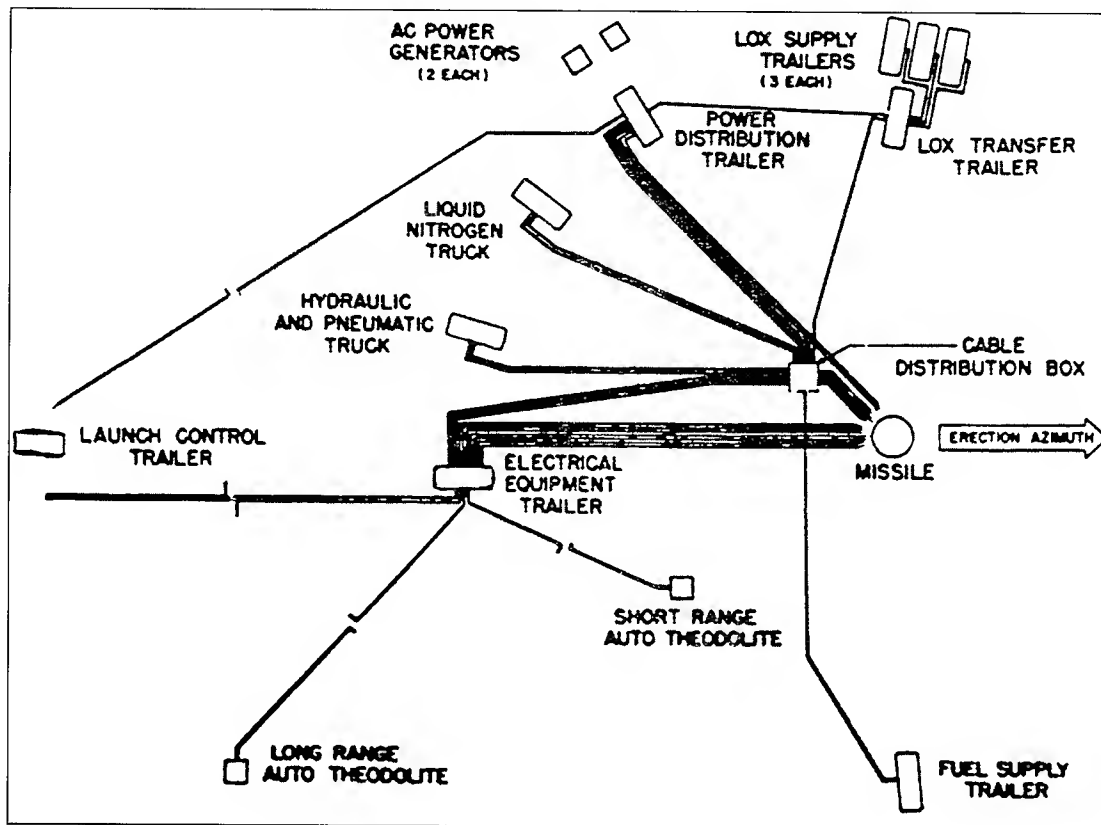 AC POWER
GENERATORS
(2 EACH)
LOX SUPPLY
TRAILERS
(3 EACH)
POWER
DISTRIBUTION
TRAILER
LOX TRANSFER
TRAILER
LIQUID
NITROGEN
TRUCK
HYDRAULIC
AND PNEUMATIC
TRUCK
CABLE
DISTRIBUTION BOX
LAUNCH CONTROL
TRAILER
ERECTION AZIMUTH
MISSILE
ELECTRICAL
EQUIPMENT
TRAILER
SHORT RANGE
AUTO THEODOLITE
LONG RANGE
AUTO THEODOLITE
FUEL SUPPLY
TRAILER